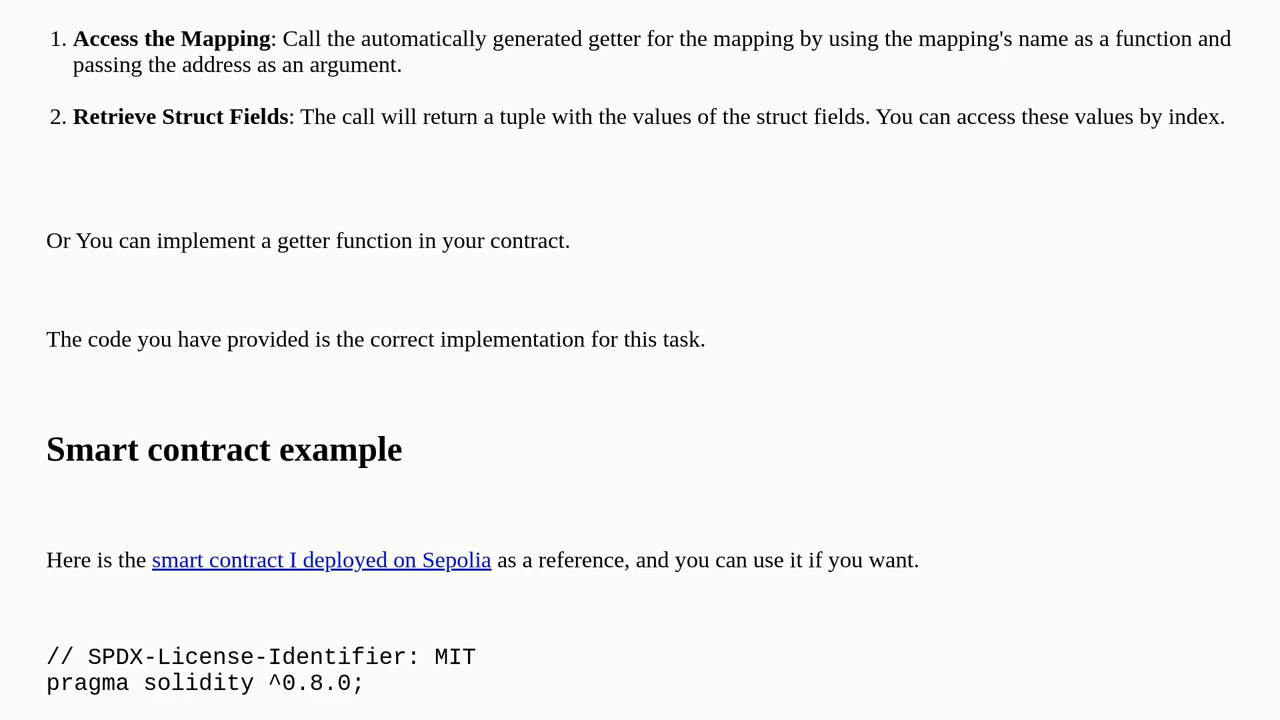 1. Access the Mapping: Call the automatically generated getter for the mapping by using the mapping's name as a function and
passing the address as an argument.
2. Retrieve Struct Fields: The call will return a tuple with the values of the struct fields. You can access these values by index.
Or You can implement a getter function in your contract.
The code you have provided is the correct implementation for this task.
Smart contract example
Here is the smart contract I deployed on Sepolia as a reference, and you can use it if you want.
// SPDX-License-Identifier: MIT
pragma solidity ^0.8.0;